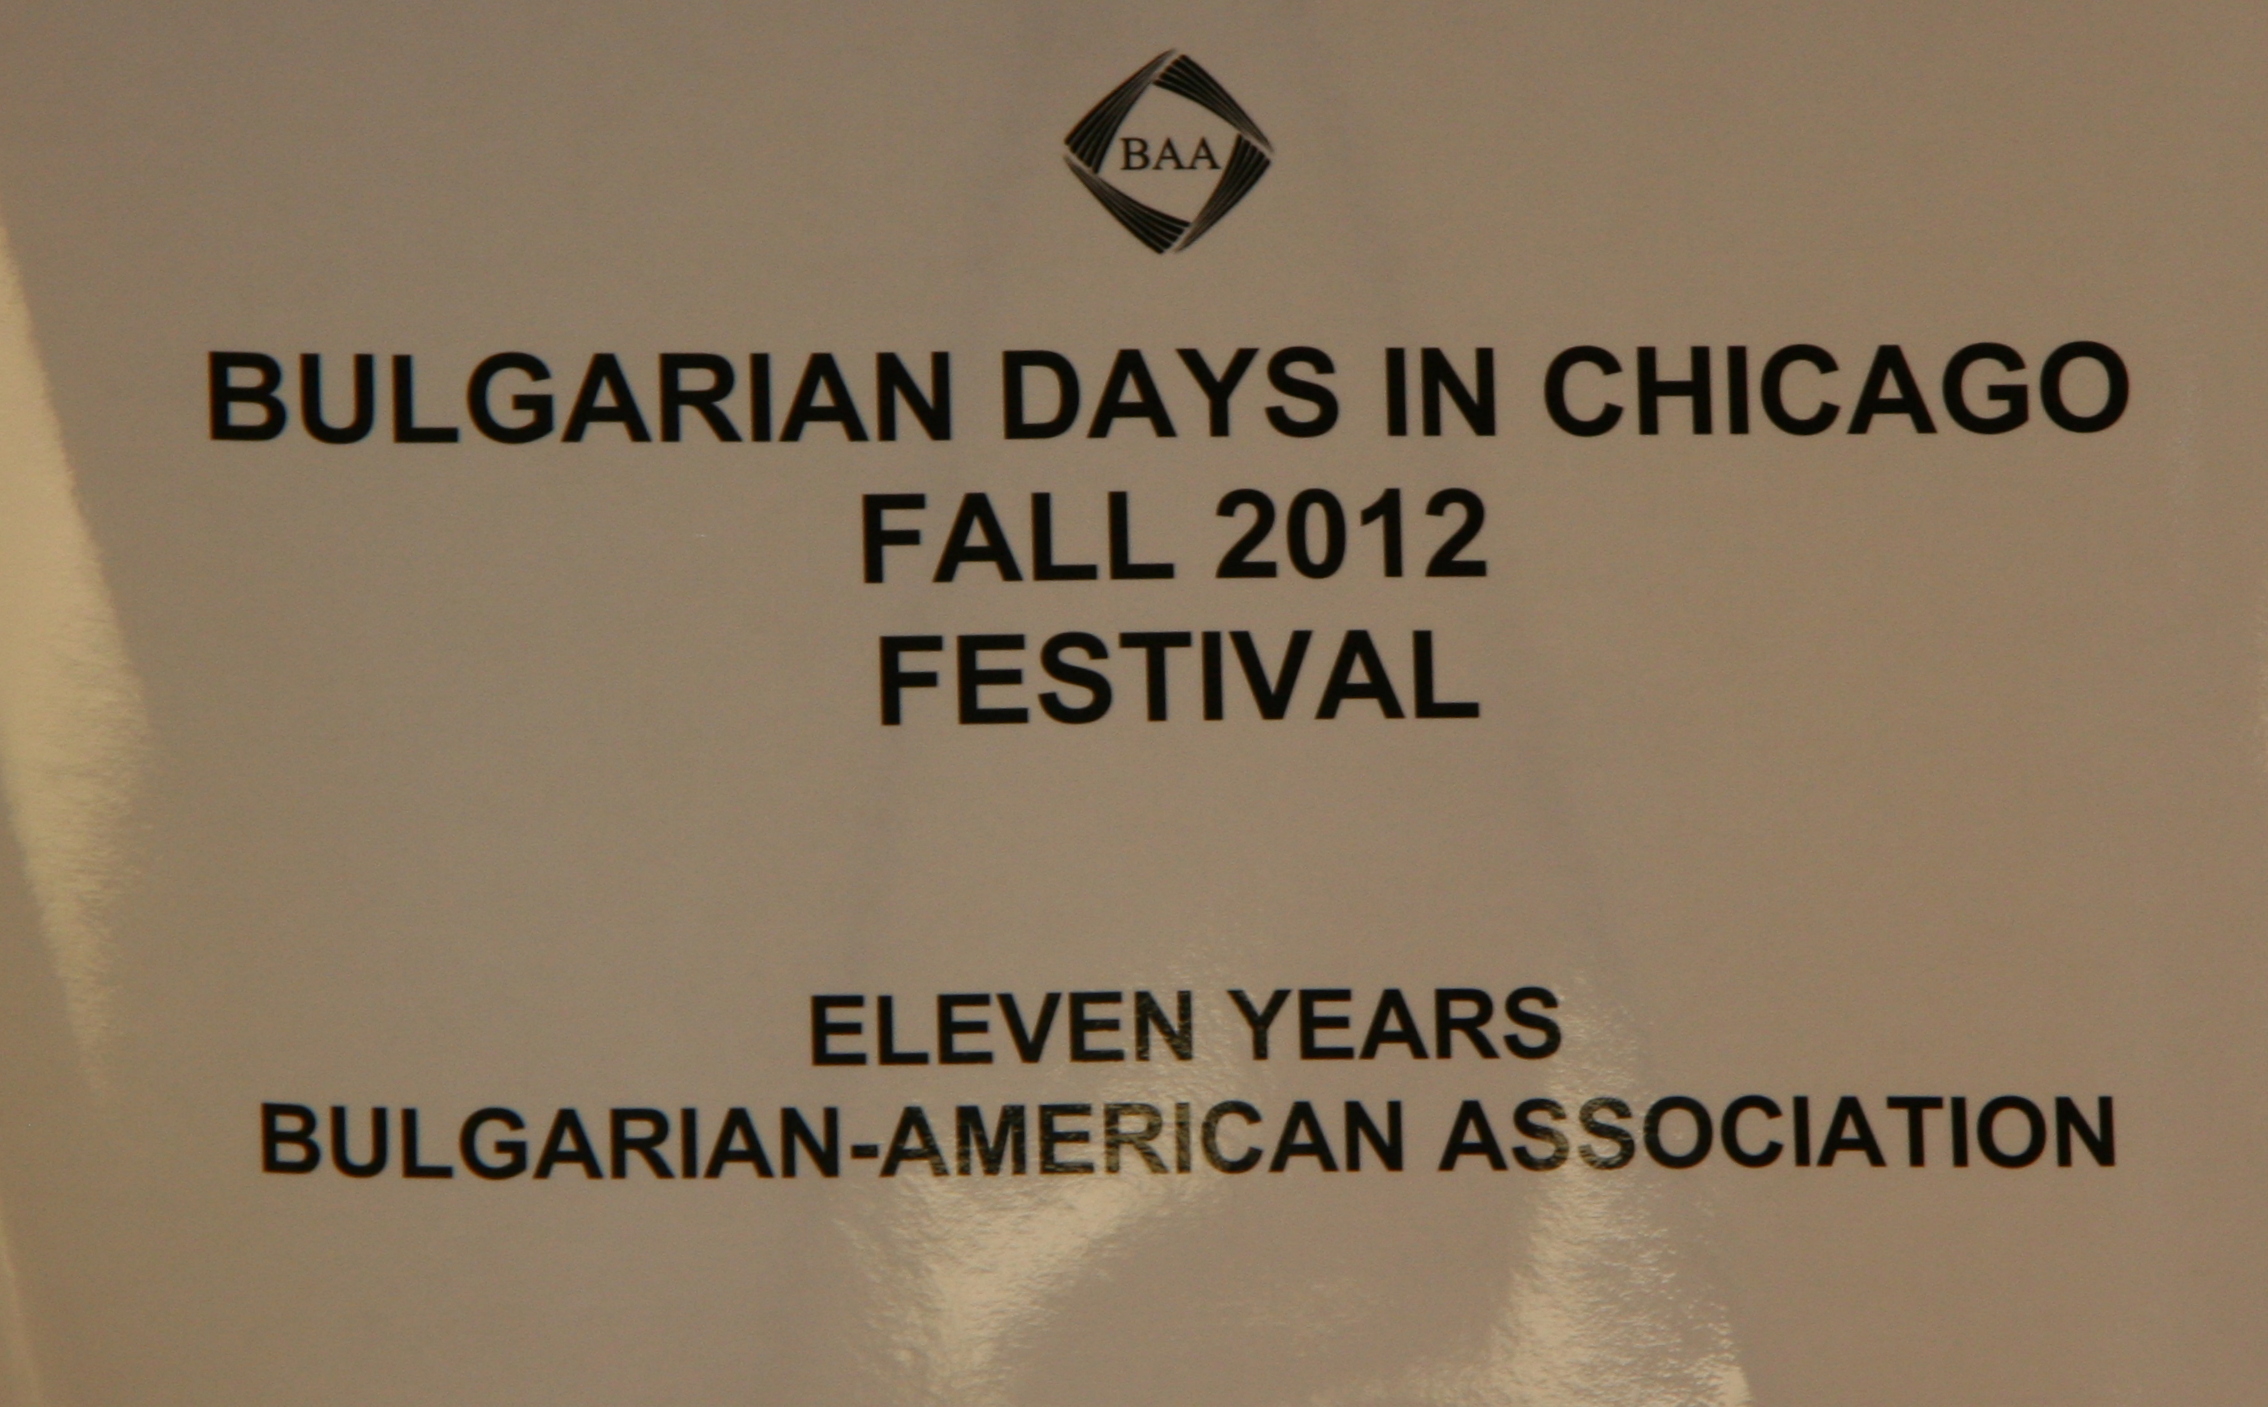 BAA
BULGARIAN DAYS IN CHICAGO
FALL 2012
FESTIVAL
ELEVEN YEARS
BULGARIAN-AMERICAN ASSOCIATION